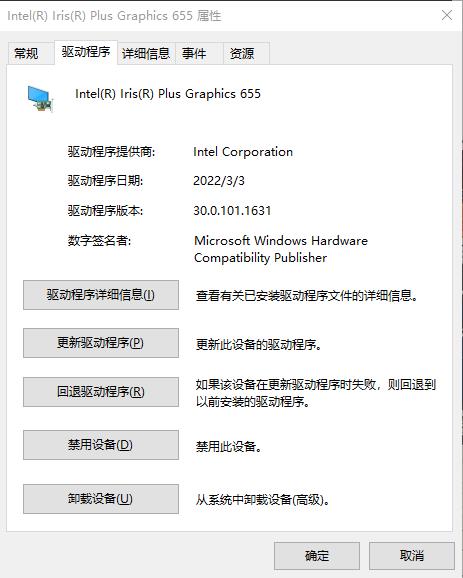 Intel(R) Iris(R) Plus Graphics 655 属性
常规 驱动程序 详细信息 事件 资源
Intel(R) Iris(R) Plus Graphics 655
驱动程序提供商: Intel Corporation
驱动程序日期: 2022/3/3
驱动程序版本: 30.0.101.1631
数字签名者: Microsoft Windows Hardware
Compatibility Publisher
驱动程序详细信息(I) 查看有关已安装驱动程序文件的详细信息。
更新驱动程序(P) 更新此设备的驱动程序。
回退驱动程序(R) 如果该设备在更新驱动程序时失败，则回退到
以前安装的驱动程序。
禁用设备(D) 禁用此设备。
卸载设备(U) 从系统中卸载设备(高级)。
确定 取消